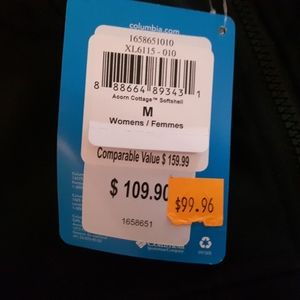 columbia.com
1658651010
XL6115 - 010
8 88664 89343 1
Acorn Cottage™ Softshell
M
Womens / Femmes
Comparable Value $ 159.99
$ 109.90
$99.96
1658651
Columbia